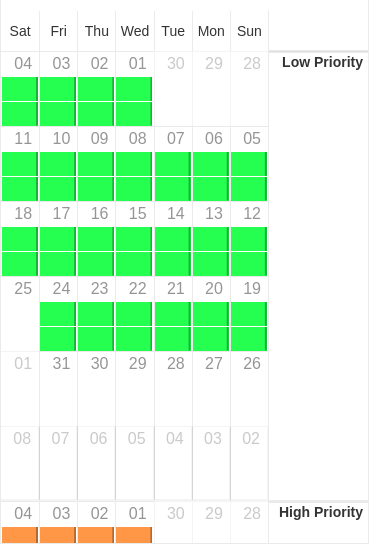 Sat Fri Thu Wed Tue Mon Sun
04 03 02 01 30 29 28 Low Priority
11 10 09 08 07 06 05
18 17 16 15 14 13 12
25 24 23 22 21 20 19
01 31 30 29 28 27 26
08 07 06 05 04 03 02
04 03 02 01 30 29 28 High Priority